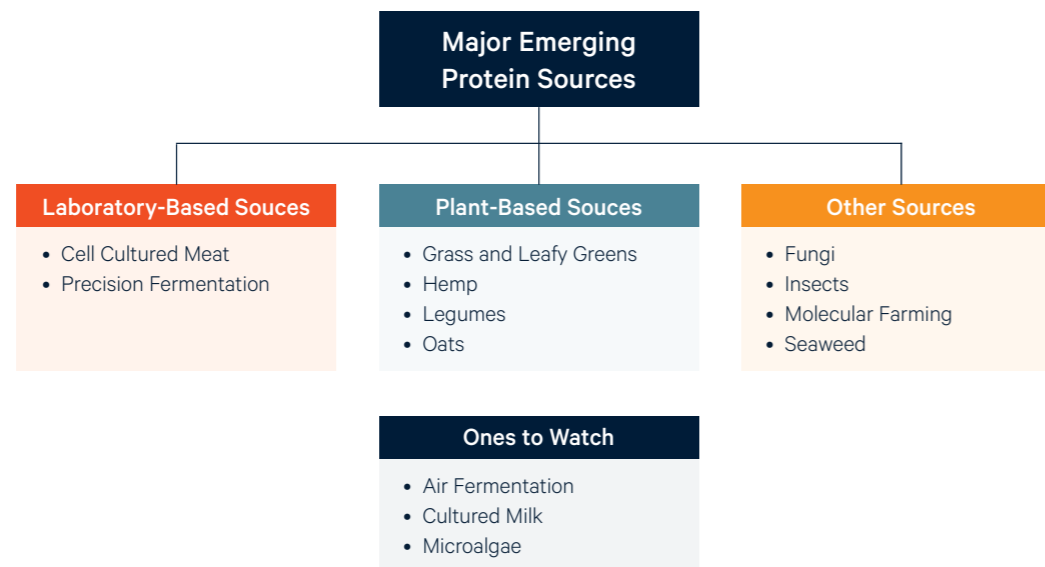 Major Emerging
Protein Sources
Laboratory-Based Souces
• Cell Cultured Meat
• Precision Fermentation
Plant-Based Souces
• Grass and Leafy Greens
• Hemp
• Legumes
• Oats
Other Sources
• Fungi
• Insects
• Molecular Farming
• Seaweed
Ones to Watch
• Air Fermentation
• Cultured Milk
• Microalgae